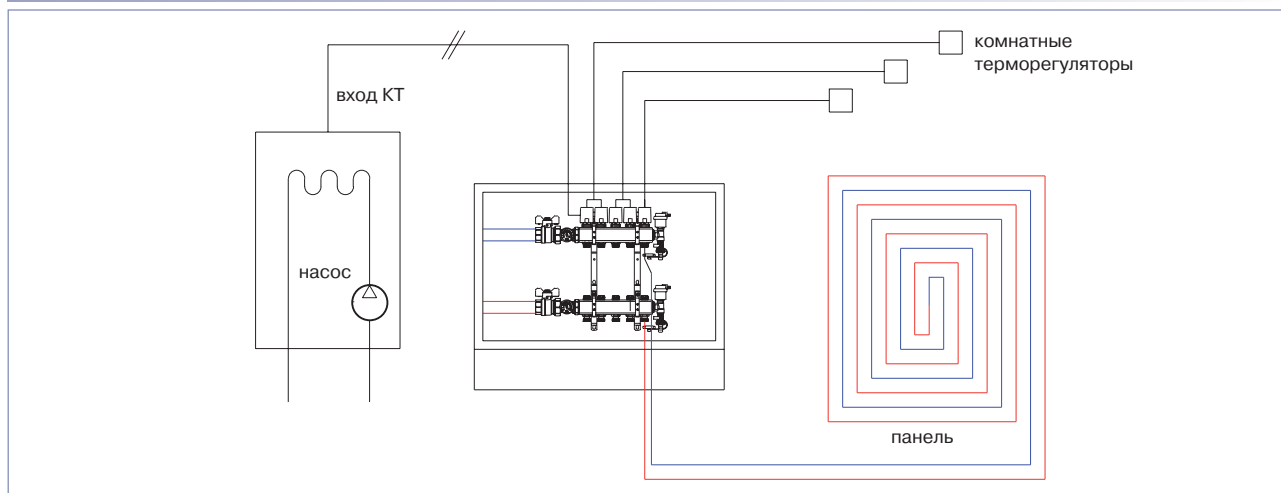 комнатные
терморегуляторы
вход КТ
насос
панель